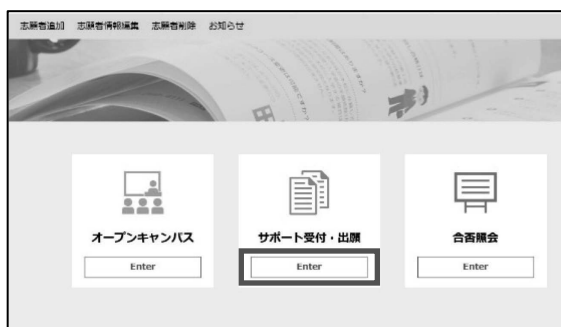 志願者追加 志願者情報編集 志願者削除 お知らせ
オープンキャンパス
Enter
サポート受付・出願
Enter
合否照会
Enter